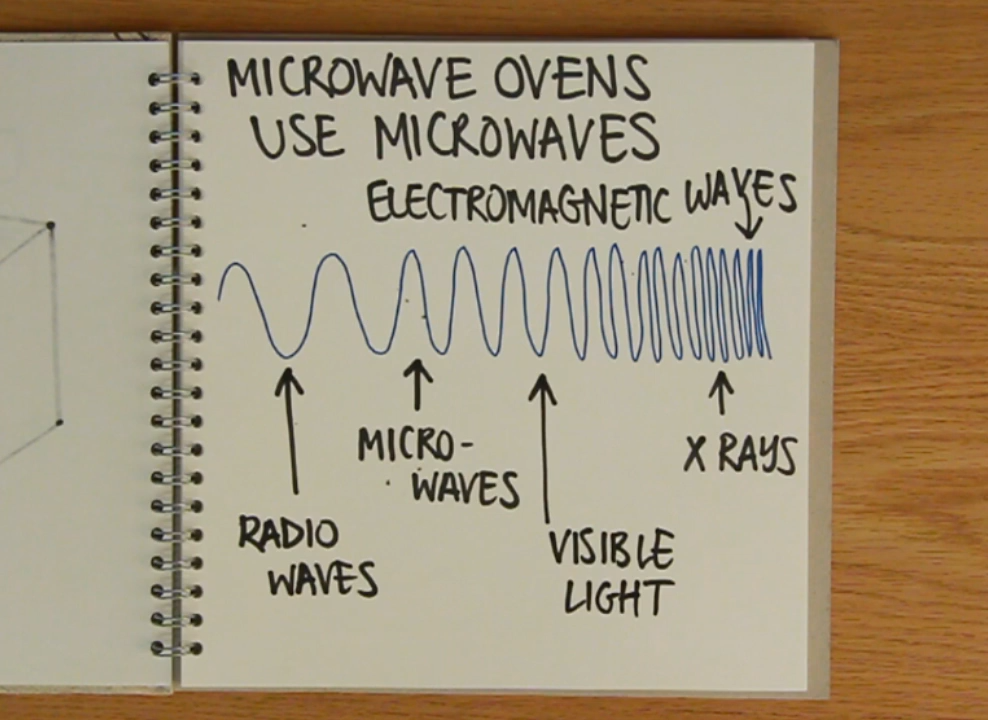 MICROWAVE OVENS
USE MICROWAVES
ELECTROMAGNETIC WAVES
MICRO-
WAVES
X RAYS
RADIO
WAVES
VISIBLE
LIGHT